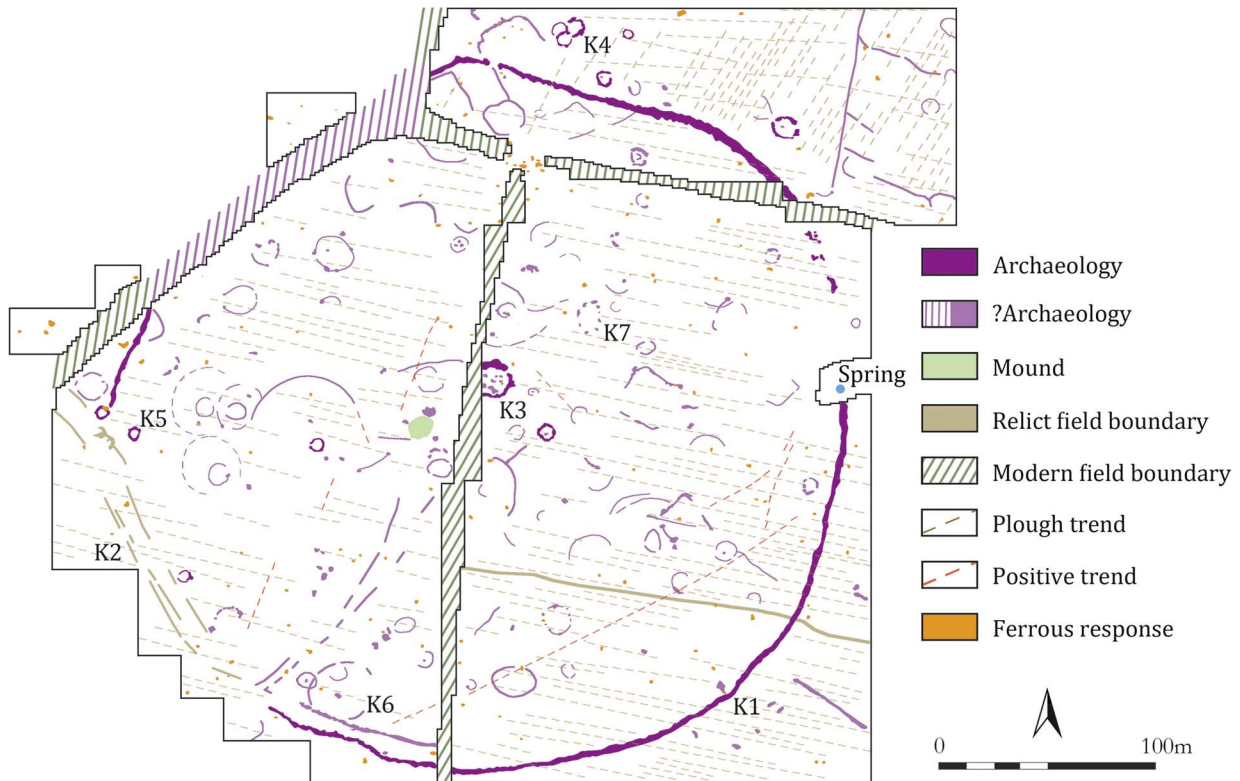 K4
K7
Spring
K3
K5
K2
K6
K1
Archaeology
?Archaeology
Mound
Relict field boundary
Modern field boundary
Plough trend
Positive trend
Ferrous response
0 100m